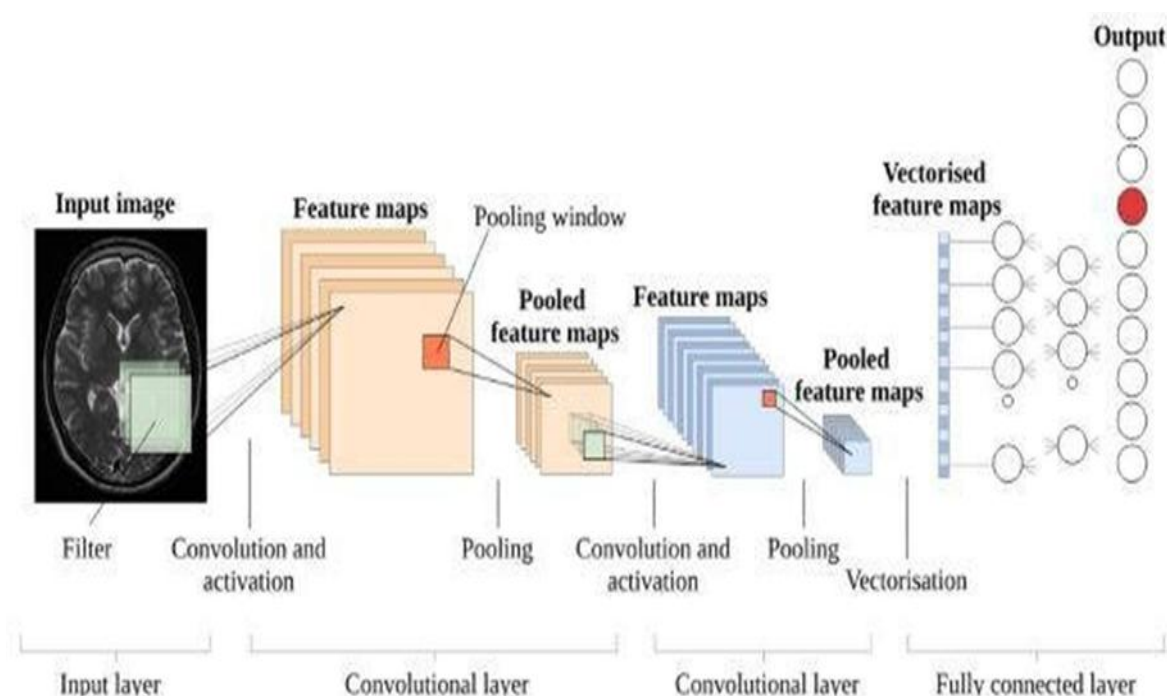 Output
Vectorised
feature maps
Input image
Feature maps
Pooling window
Pooled
feature maps
Feature maps
Pooled
feature maps
Filter
Convolution and
activation
Pooling
Convolution and
activation
Pooling
Vectorisation
Input layer
Convolutional layer
Convolutional layer
Fully connected layer